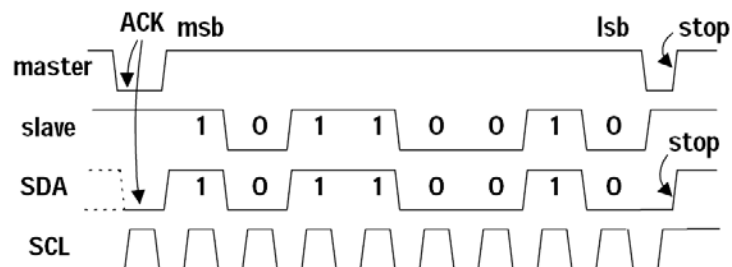 ACK msb lsb stop
master
slave 1 0 1 1 0 0 1 0
stop
SDA 1 0 1 1 0 0 1 0
SCL